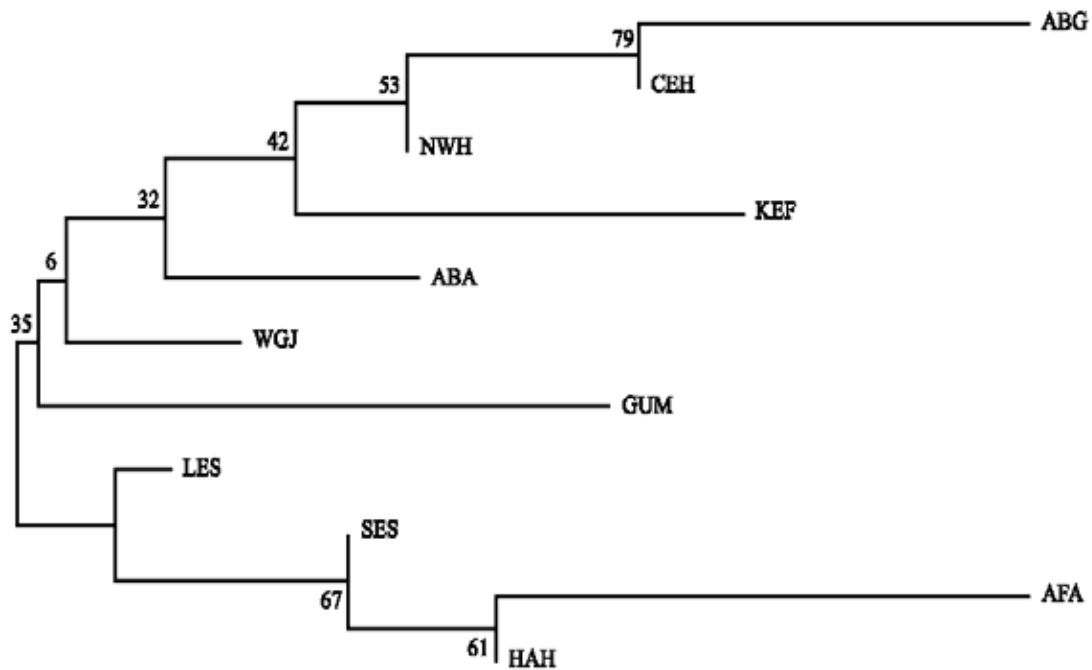 ABG
79
CEH
53
NWH
42
KEF
32
ABA
6
WGJ
35
GUM
LES
SES
67
AFA
61
HAH